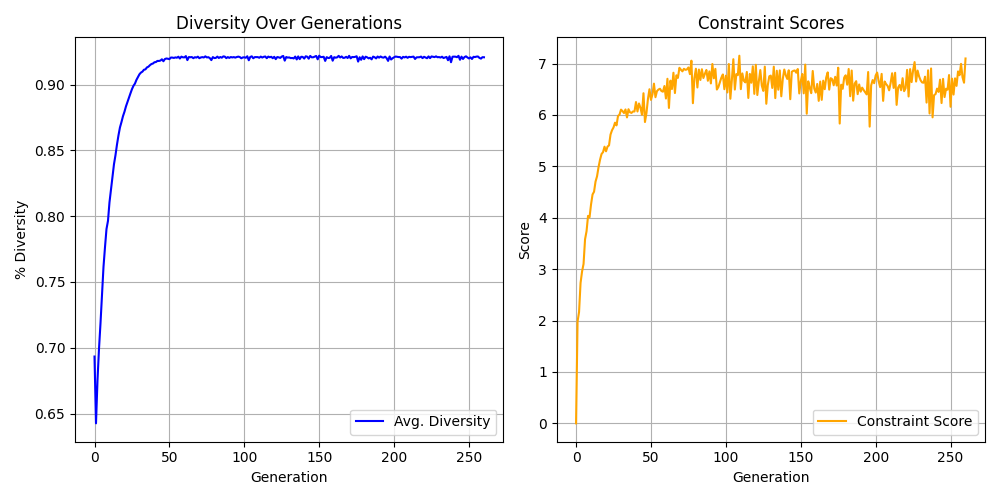 Diversity Over Generations
% Diversity
0.90
0.85
0.80
0.75
0.70
0.65
0 50 100 150 200 250
Generation
Avg. Diversity
Constraint Scores
Score
7
6
5
4
3
2
1
0
0 50 100 150 200 250
Generation
Constraint Score